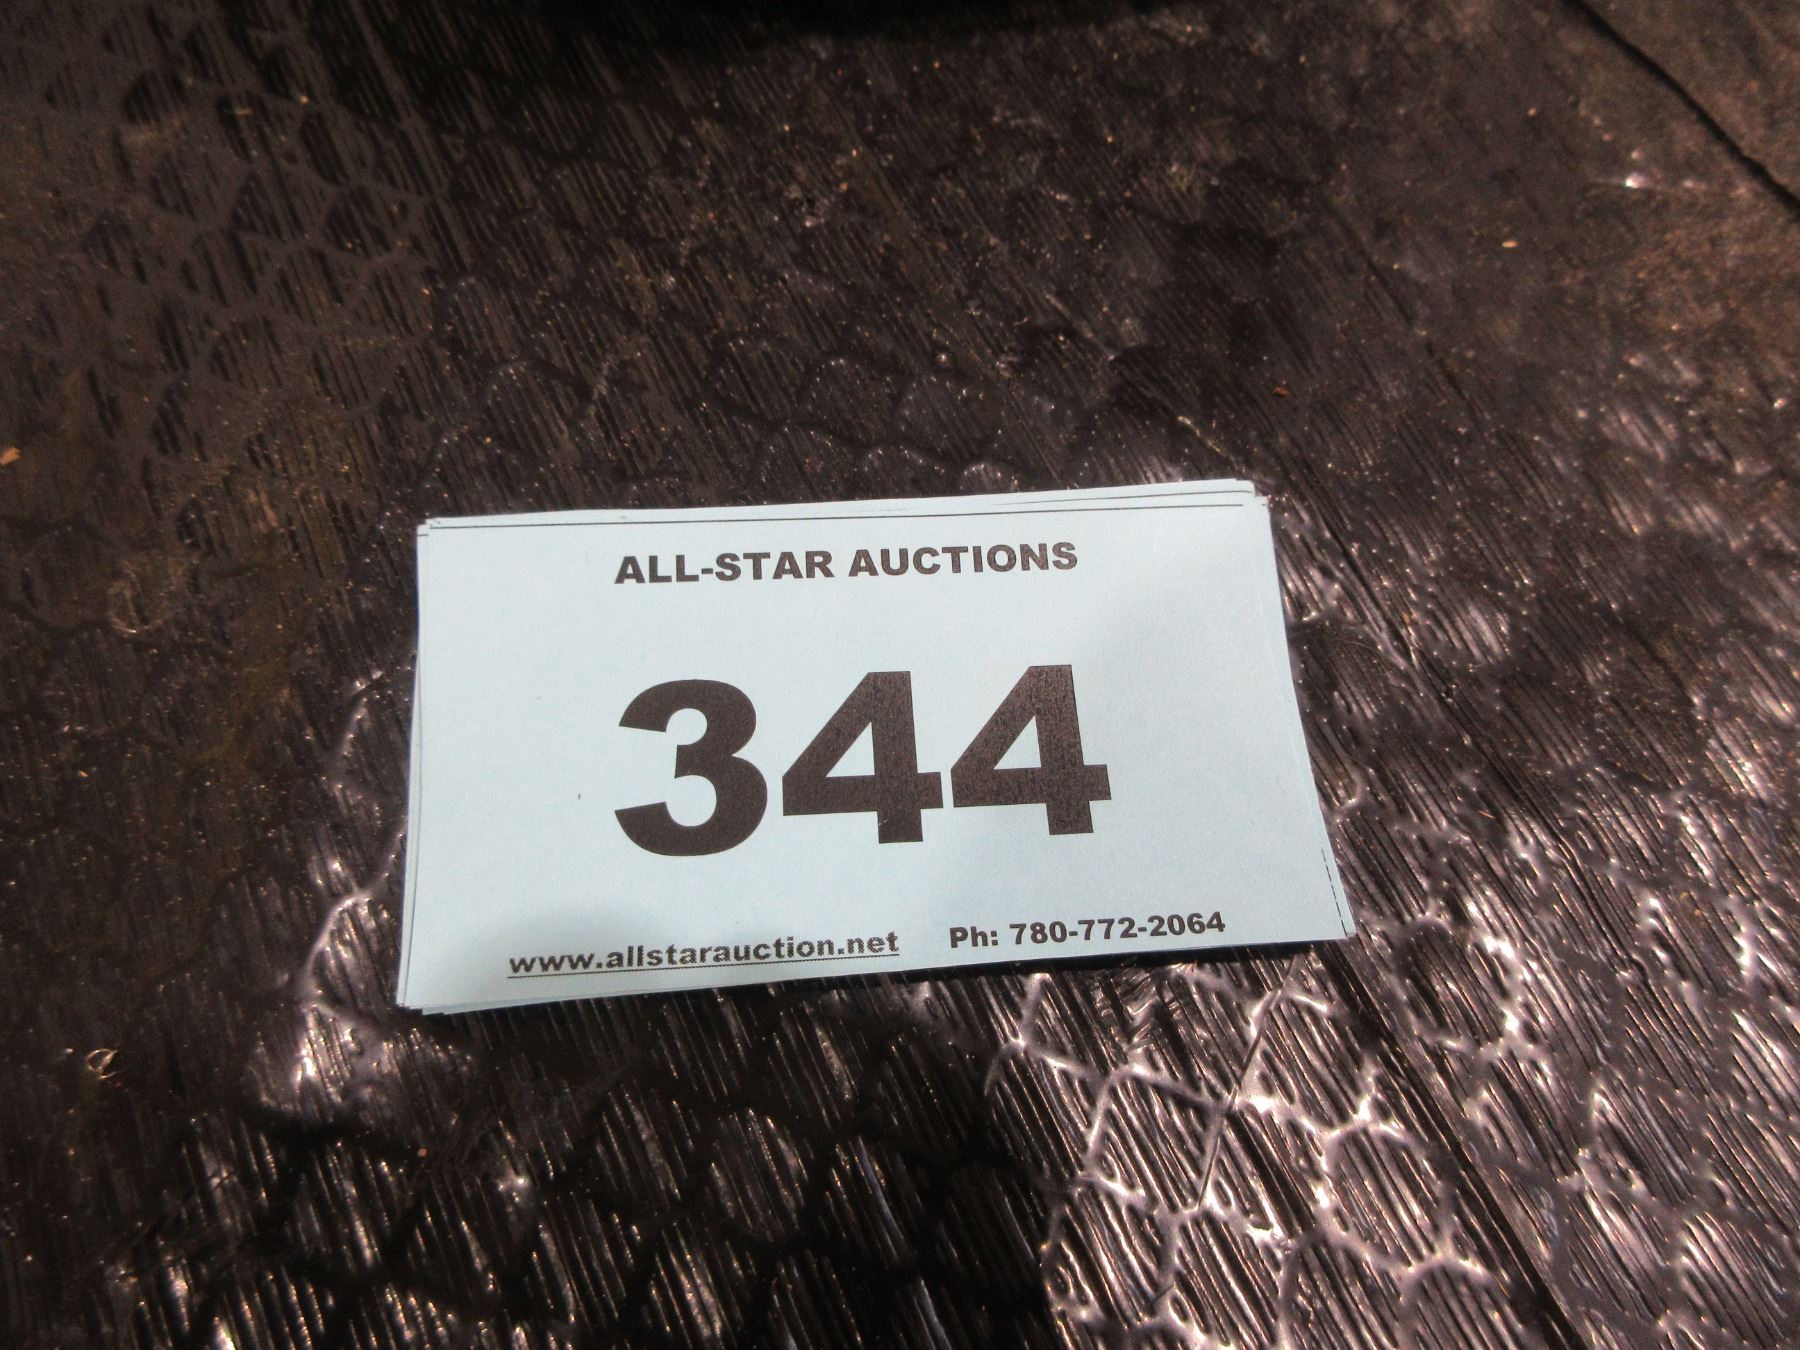 ALL-STAR AUCTIONS
344
www.allstarauction.net Ph: 780-772-2064